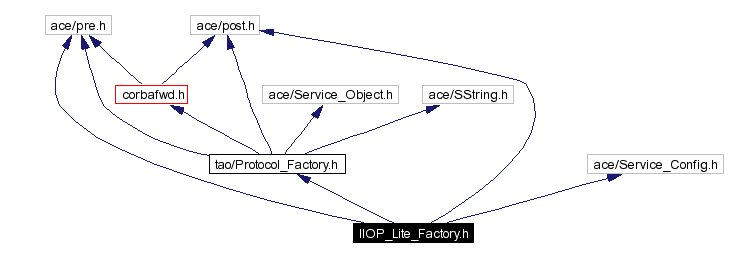 ace/pre.h
ace/post.h
corbafwd.h
ace/Service_Object.h
ace/SString.h
tao/Protocol_Factory.h
ace/Service_Config.h
IIOP_Lite_Factory.h